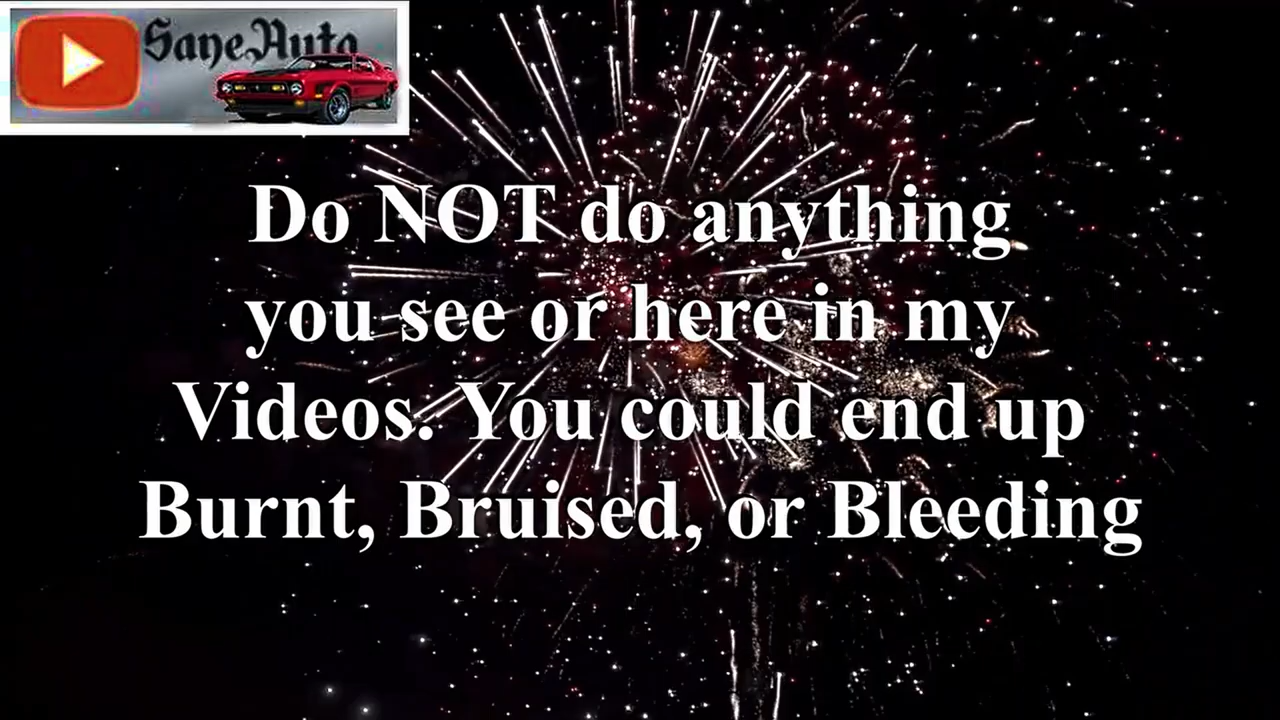 SaneAuto
Do NOT do anything
you see or here in my
Videos. You could end up
Burnt, Bruised, or Bleeding